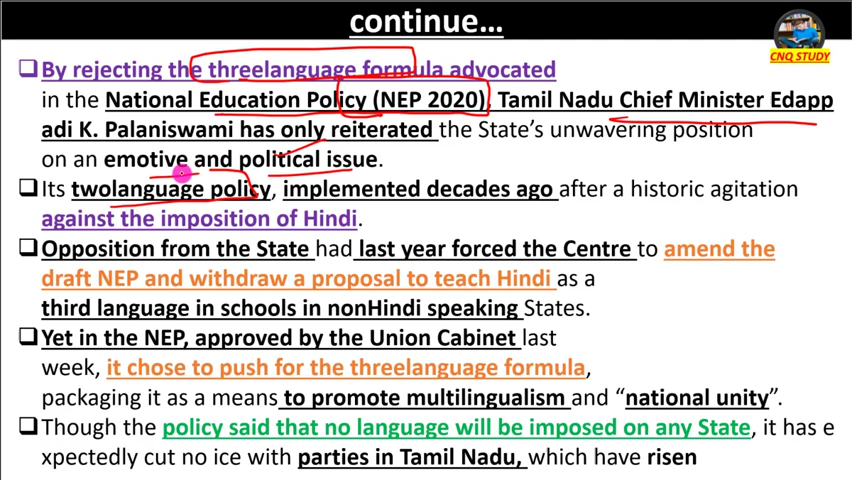 continue...
CNQ STUDY
❑By rejecting the threelanguage formula advocated
in the National Education Policy (NEP 2020), Tamil Nadu Chief Minister Edapp
adi K. Palaniswami has only reiterated the State's unwavering position
on an emotive and political issue.
❑Its twolanguage policy, implemented decades ago after a historic agitation
against the imposition of Hindi.
❑Opposition from the State had last year forced the Centre to amend the
draft NEP and withdraw a proposal to teach Hindi as a
third language in schools in nonHindi speaking States.
❑Yet in the NEP, approved by the Union Cabinet last
week, it chose to push for the threelanguage formula,
packaging it as a means to promote multilingualism and “national unity”.
❑Though the policy said that no language will be imposed on any State, it has e
xpectedly cut no ice with parties in Tamil Nadu, which have risen